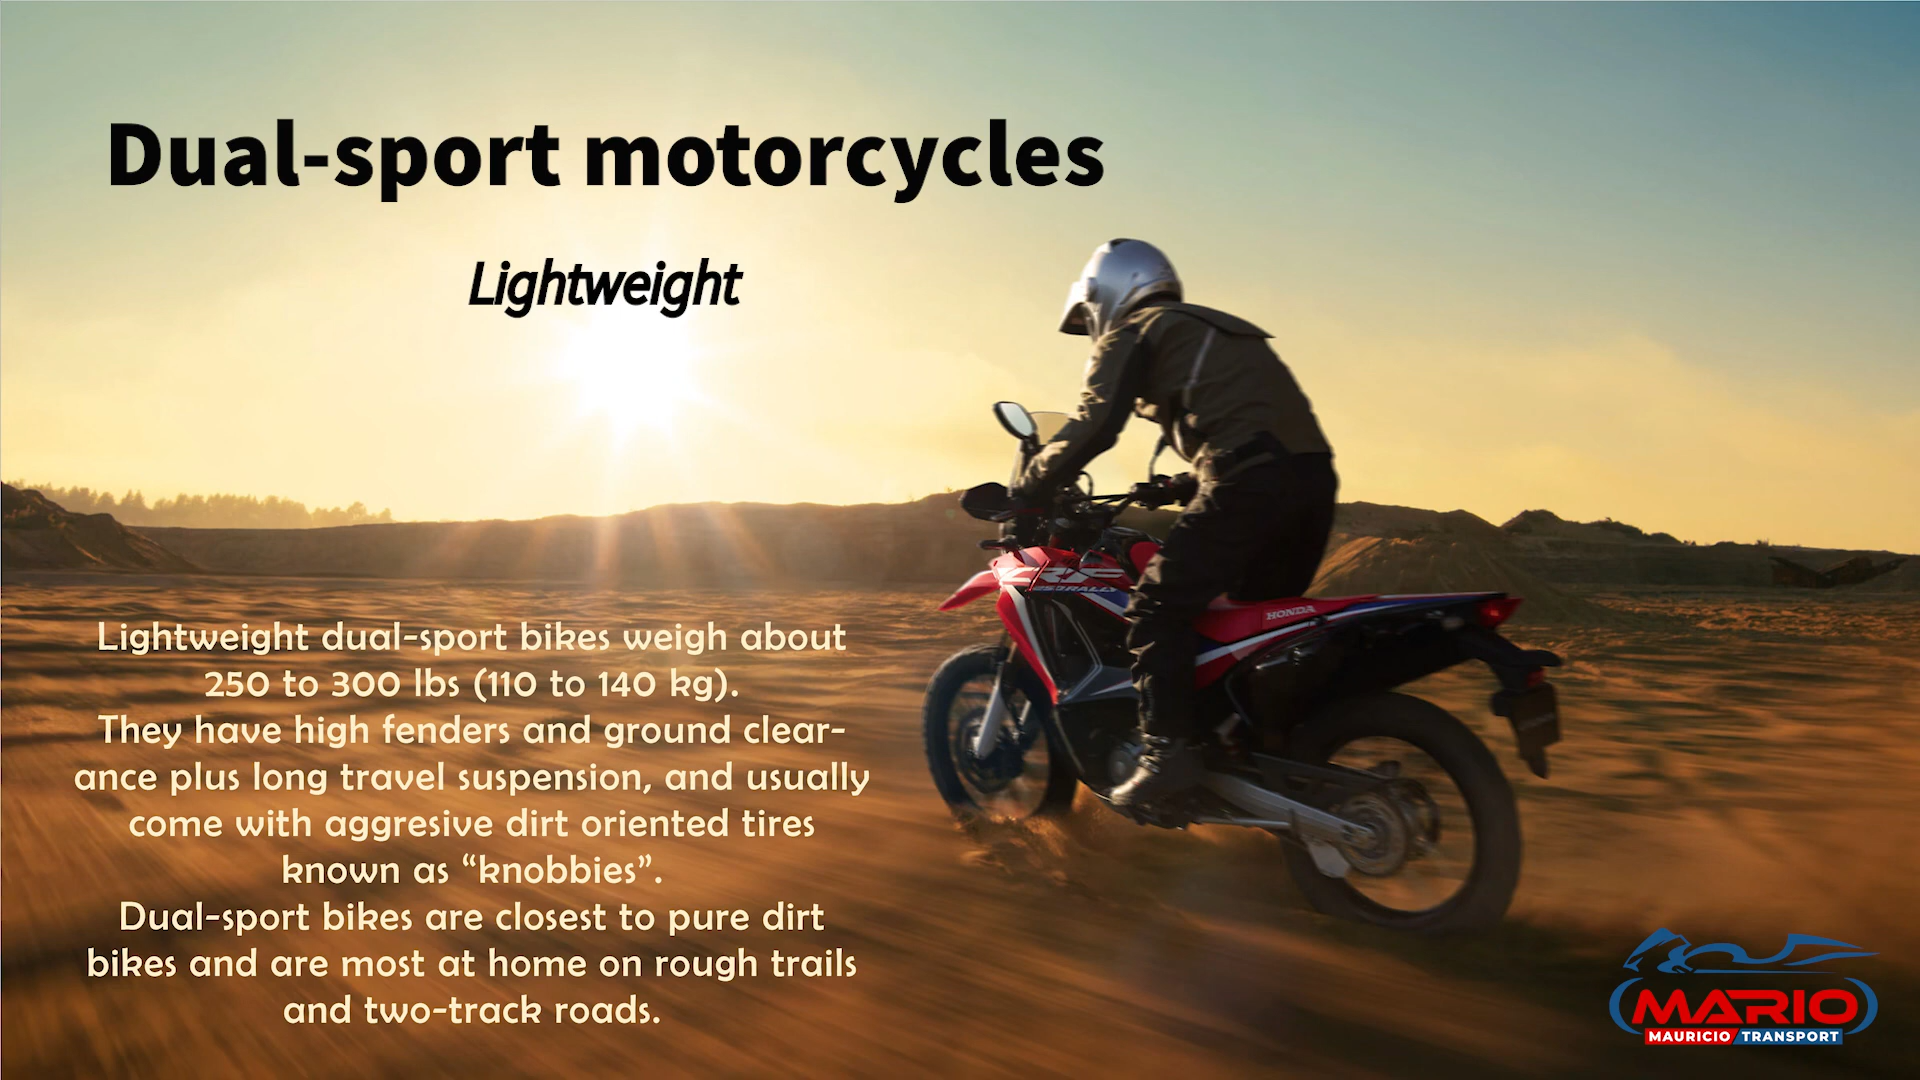 Dual-sport motorcycles
Lightweight
Lightweight dual-sport bikes weigh about
250 to 300 lbs (110 to 140 kg).
They have high fenders and ground clear-
ance plus long travel suspension, and usually
come with aggresive dirt oriented tires
known as “knobbies”.
Dual-sport bikes are closest to pure dirt
bikes and are most at home on rough trails
and two-track roads.
CRF
250RALLY
HONDA
MARIO
MAURICIO TRANSPORT